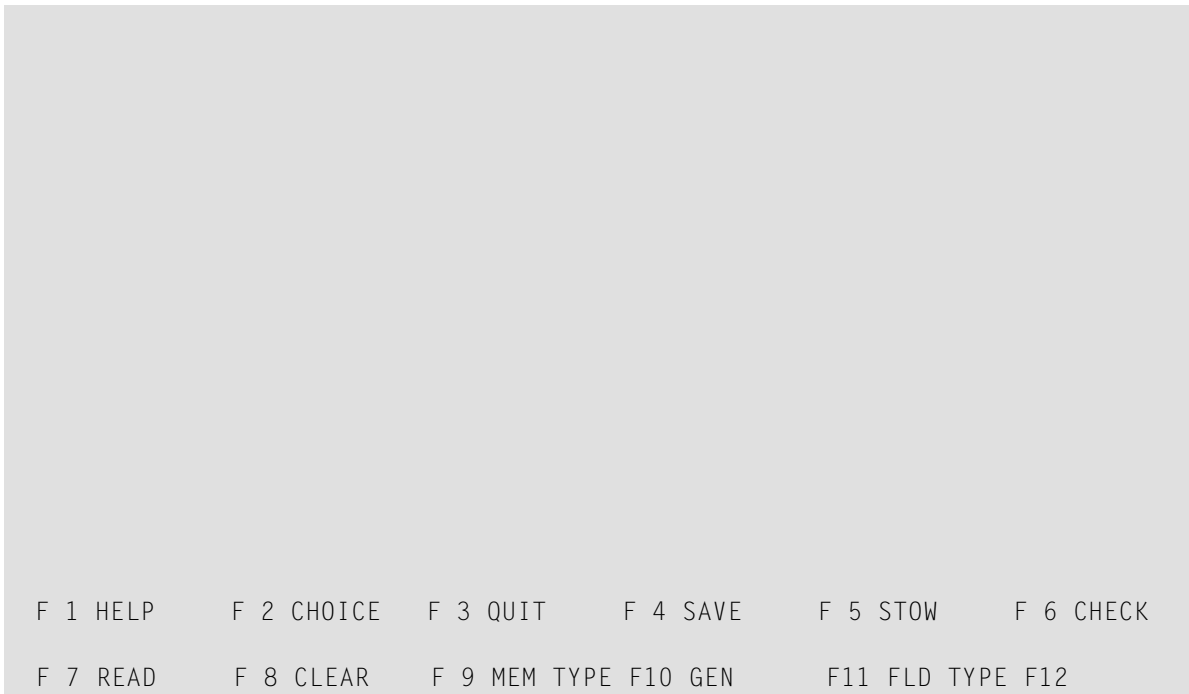 F 1 HELP F 2 CHOICE F 3 QUIT F 4 SAVE F 5 STOW F 6 CHECK
F 7 READ F 8 CLEAR F 9 MEM TYPE F10 GEN F11 FLD TYPE F12